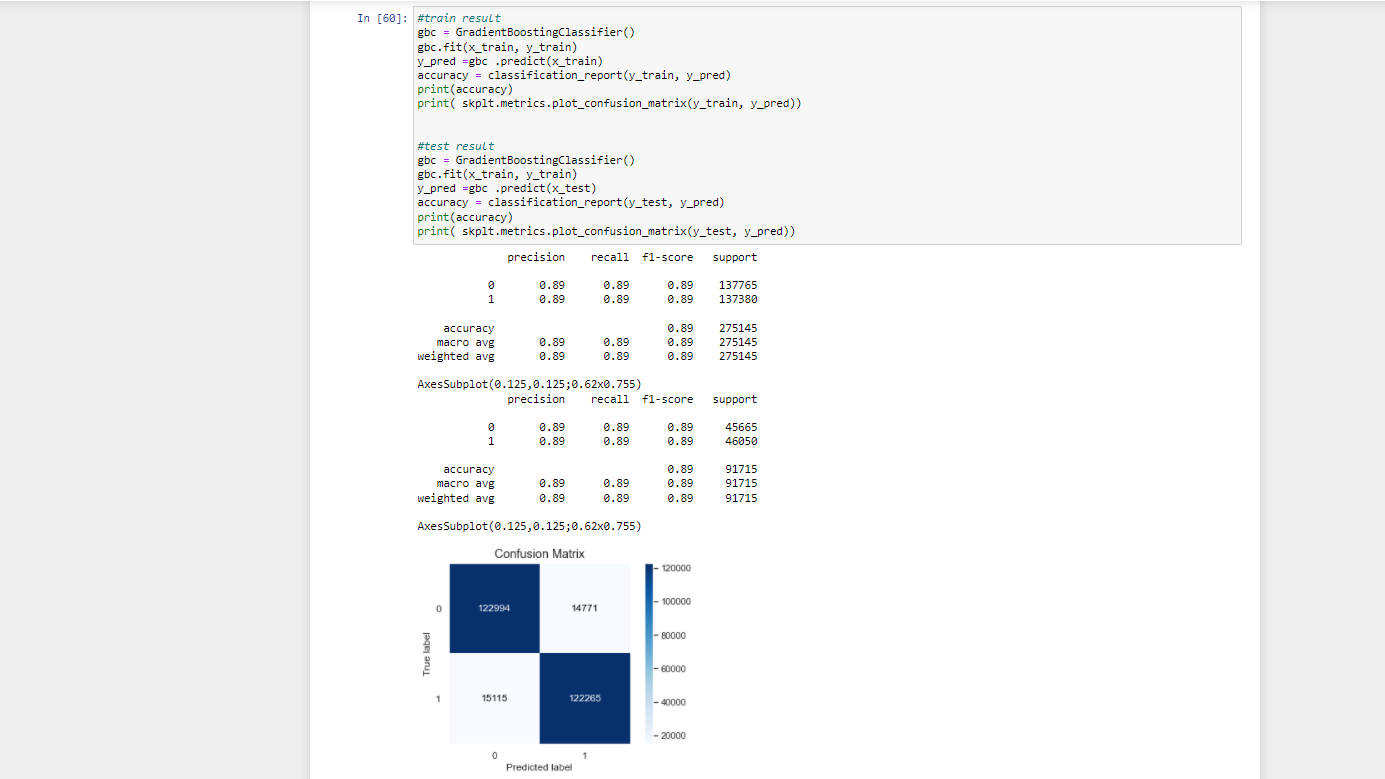 In [60]: #train result
gbc = GradientBoostingClassifier()
gbc.fit(x_train, y_train)
y_pred =gbc .predict(x_train)
accuracy = classification_report(y_train, y_pred)
print(accuracy)
print( skplt.metrics.plot_confusion_matrix(y_train, y_pred))
#test result
gbc = GradientBoostingClassifier()
gbc.fit(x_train, y_train)
y_pred =gbc .predict(x_test)
accuracy = classification_report(y_test, y_pred)
print(accuracy)
print( skplt.metrics.plot_confusion_matrix(y_test, y_pred))
precision recall f1-score support
0 0.89 0.89 0.89 137765
1 0.89 0.89 0.89 137380
accuracy 0.89 275145
macro avg 0.89 0.89 0.89 275145
weighted avg 0.89 0.89 0.89 275145
AxesSubplot(0.125,0.125;0.62x0.755)
precision recall f1-score support
0 0.89 0.89 0.89 45665
1 0.89 0.89 0.89 46050
accuracy 0.89 91715
macro avg 0.89 0.89 0.89 91715
weighted avg 0.89 0.89 0.89 91715
AxesSubplot(0.125,0.125;0.62x0.755)
Confusion Matrix
120000
100000
80000
60000
40000
20000
True label
0 122994 14771
1 15115 122265
0 1
Predicted label